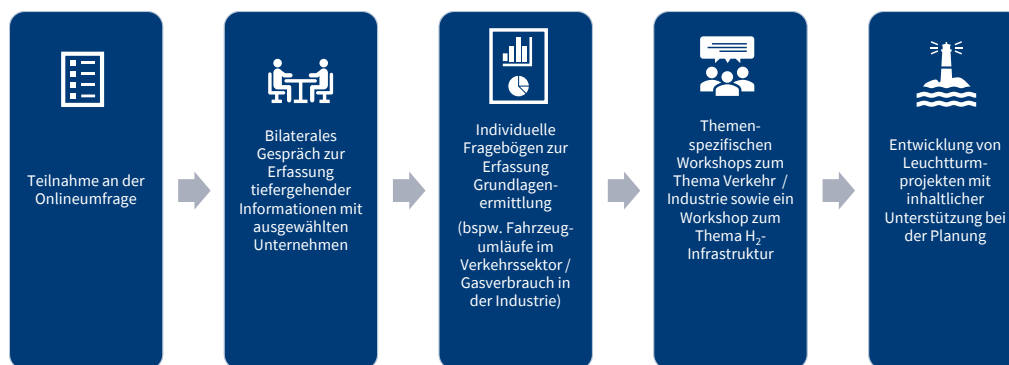 Teilnahme an der
Onlineumfrage
Bilaterales
Gespräch zur
Erfassung
tiefergehender
Informationen mit
ausgewählten
Unternehmen
Individuelle
Fragebögen zur
Erfassung
Grundlagen-
ermittlung
(bspw. Fahrzeug-
umläufe im
Verkehrssektor /
Gasverbrauch in
der Industrie)
Themen-
spezifischen
Workshops zum
Thema Verkehr /
Industrie sowie ein
Workshop zum
Thema H₂-
Infrastruktur
Entwicklung von
Leuchtturm-
projekten mit
inhaltlicher
Unterstützung bei
der Planung